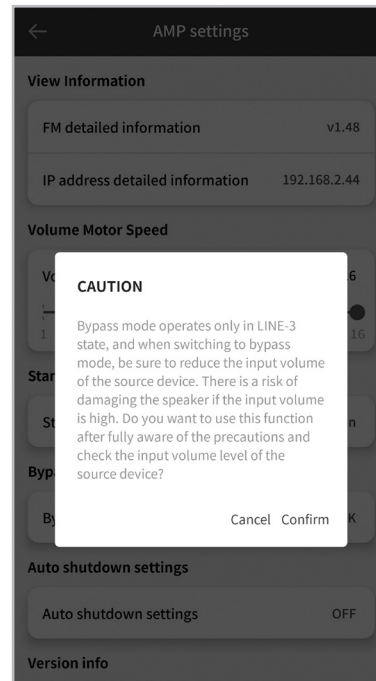 AMP settings
View Information
FM detailed information v1.48
IP address detailed information 192.168.2.44
Volume Motor Speed
16
CAUTION
Bypass mode operates only in LINE-3
state, and when switching to bypass
mode, be sure to reduce the input volume
of the source device. There is a risk of
damaging the speaker if the input volume
is high. Do you want to use this function
after fully aware of the precautions and
check the input volume level of the
source device?
Cancel Confirm
Auto shutdown settings
Auto shutdown settings OFF
Version info